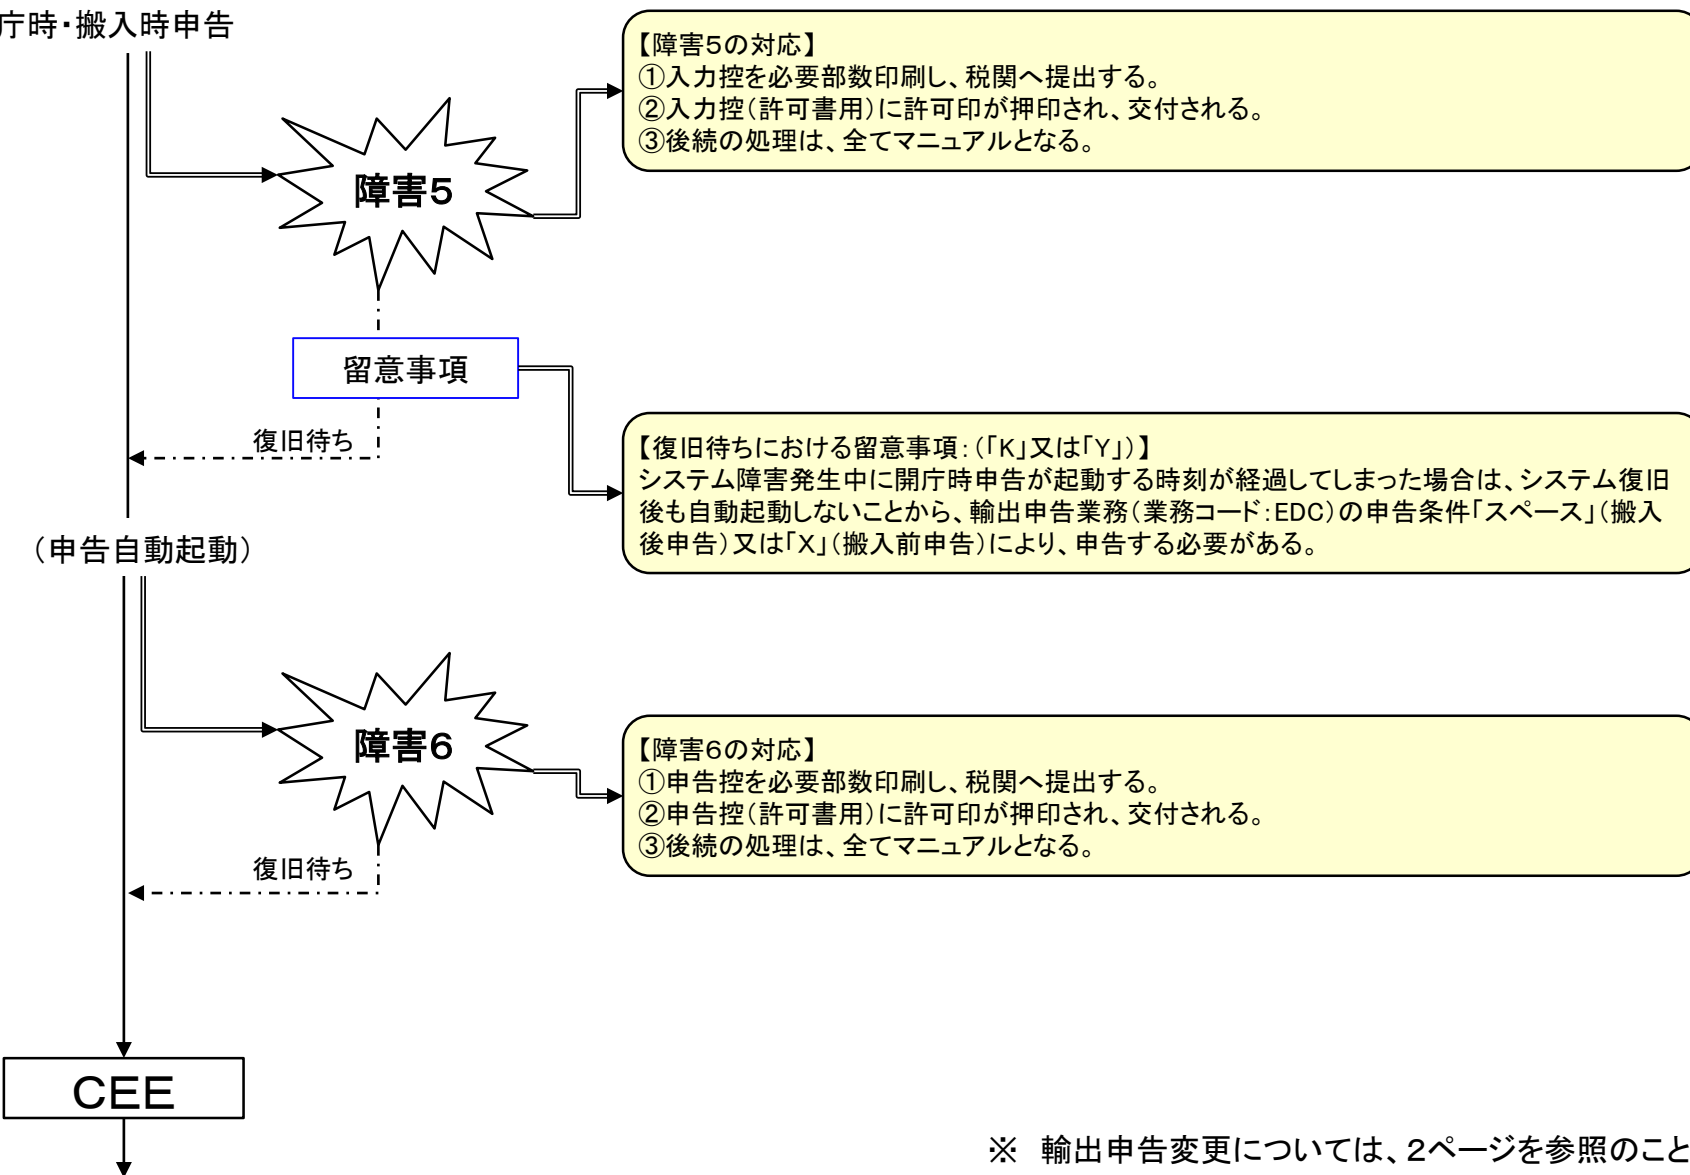 庁時・搬入時申告
【障害5の対応】
①入力控を必要部数印刷し、税関へ提出する。
②入力控(許可書用)に許可印が押印され、交付される。
③後続の処理は、全てマニュアルとなる。
障害5
留意事項
復旧待ち
【復旧待ちにおける留意事項:(「K」又は「Y」)】
システム障害発生中に開庁時申告が起動する時刻が経過してしまった場合は、システム復旧
後も自動起動しないことから、輸出申告業務(業務コード:EDC)の申告条件「スペース」(搬入
後申告)又は「X」(搬入前申告)により、申告する必要がある。
(申告自動起動)
障害6
【障害6の対応】
①申告控を必要部数印刷し、税関へ提出する。
②申告控(許可書用)に許可印が押印され、交付される。
③後続の処理は、全てマニュアルとなる。
復旧待ち
CEE
※ 輸出申告変更については、2ページを参照のこと